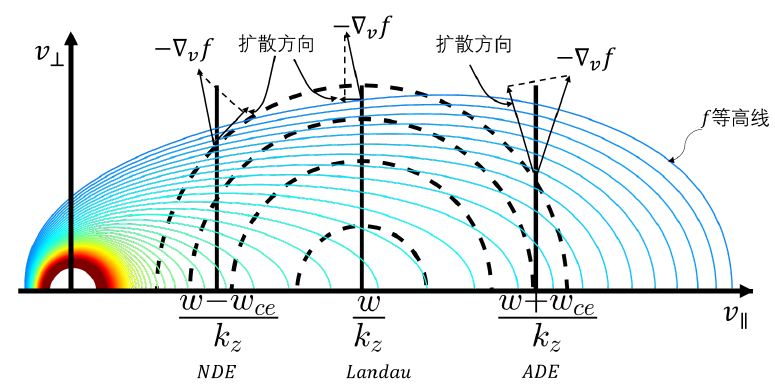 v⊥
−∇ᵥf
扩散方向
−∇ᵥf
扩散方向
−∇ᵥf
f等高线
w−w_ce
k_z
w
k_z
w+w_ce
k_z
v∥
NDE
Landau
ADE